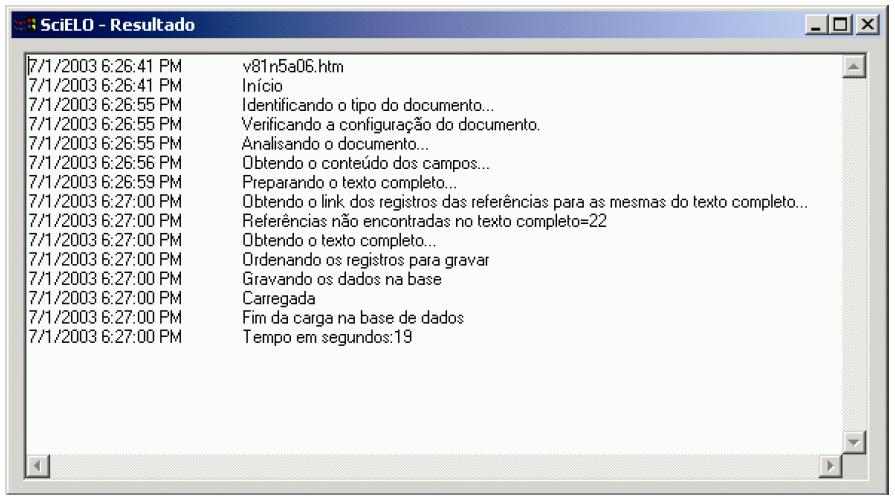 SciELO - Resultado
7/1/2003 6:26:41 PM v81n5a06.htm
7/1/2003 6:26:41 PM Início
7/1/2003 6:26:55 PM Identificando o tipo do documento...
7/1/2003 6:26:55 PM Verificando a configuração do documento.
7/1/2003 6:26:55 PM Analisando o documento...
7/1/2003 6:26:56 PM Obtendo o conteúdo dos campos...
7/1/2003 6:26:59 PM Preparando o texto completo...
7/1/2003 6:27:00 PM Obtendo o link dos registros das referências para as mesmas do texto completo...
7/1/2003 6:27:00 PM Referências não encontradas no texto completo=22
7/1/2003 6:27:00 PM Obtendo o texto completo...
7/1/2003 6:27:00 PM Ordenando os registros para gravar
7/1/2003 6:27:00 PM Gravando os dados na base
7/1/2003 6:27:00 PM Carregada
7/1/2003 6:27:00 PM Fim da carga na base de dados
7/1/2003 6:27:00 PM Tempo em segundos:19